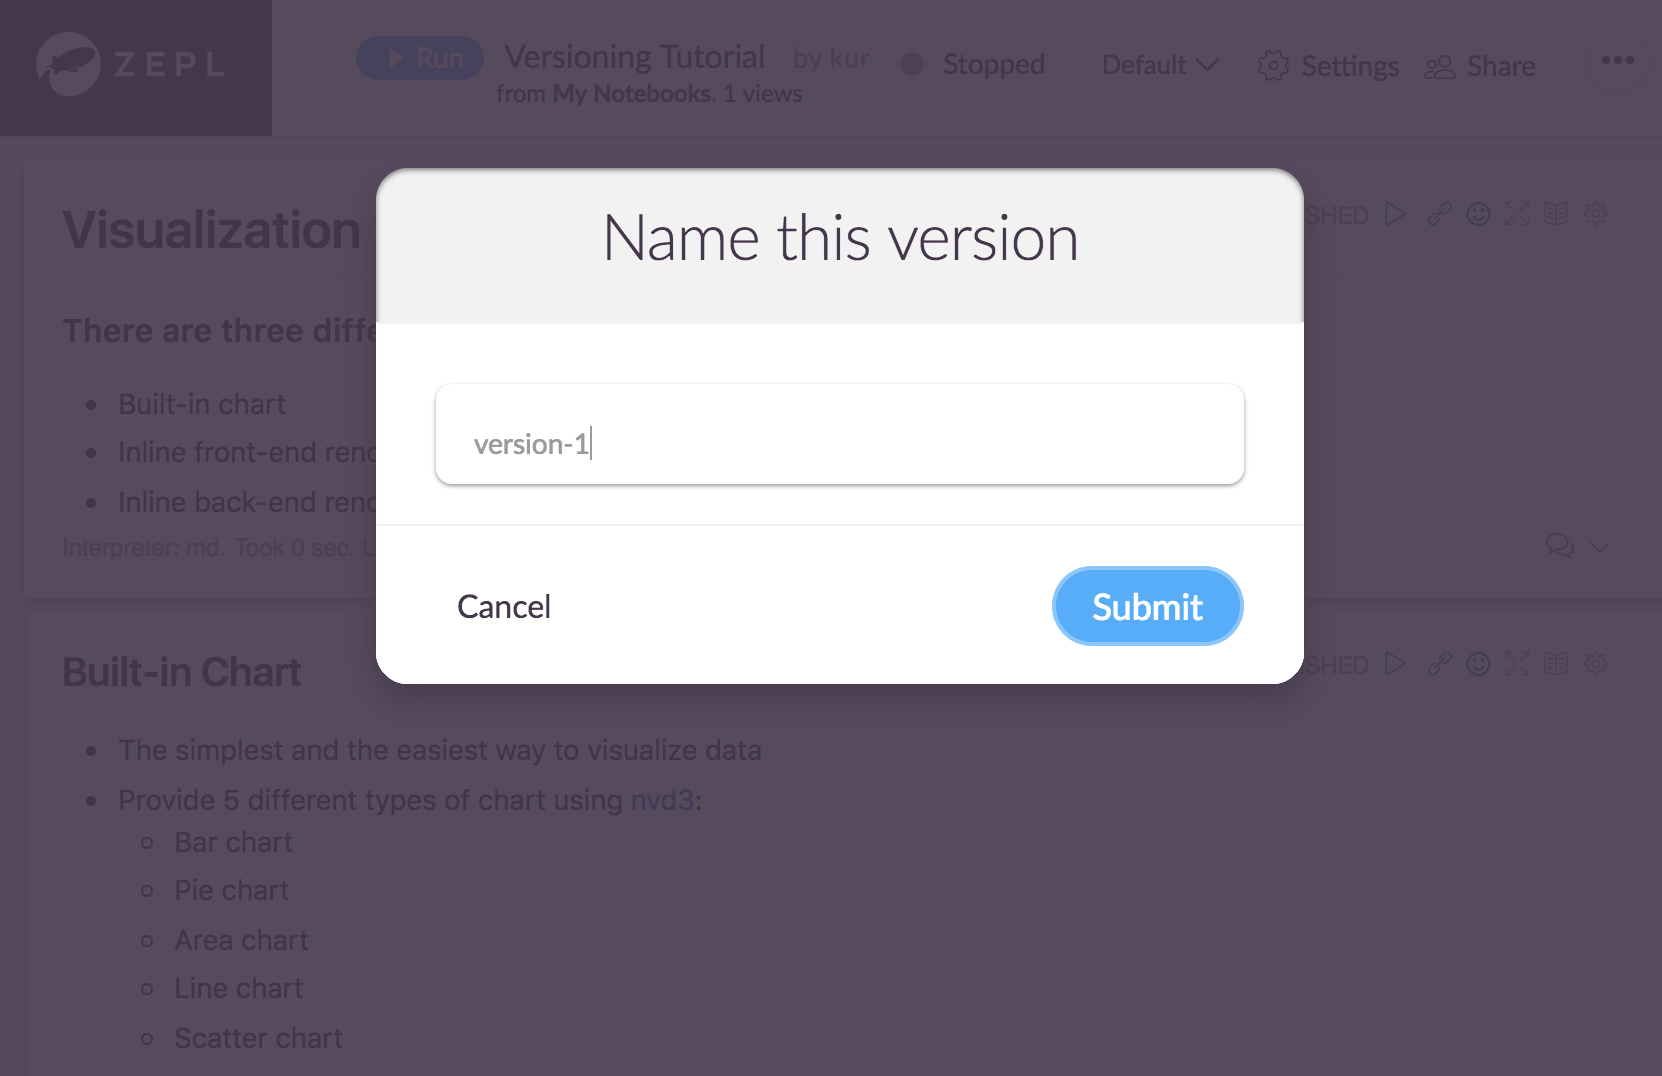 ZEPL
Run
Versioning Tutorial by kur
from My Notebooks. 1 views
Stopped
Default
Settings
Share
Name this version
version-1
Cancel
Submit
Visualization
SHED
There are three diffe
Built-in chart
Inline front-end renc
Inline back-end renc
Interpreter: md. Took 0 sec. L
Built-in Chart
SHED
The simplest and the easiest way to visualize data
Provide 5 different types of chart using nvd3:
Bar chart
Pie chart
Area chart
Line chart
Scatter chart